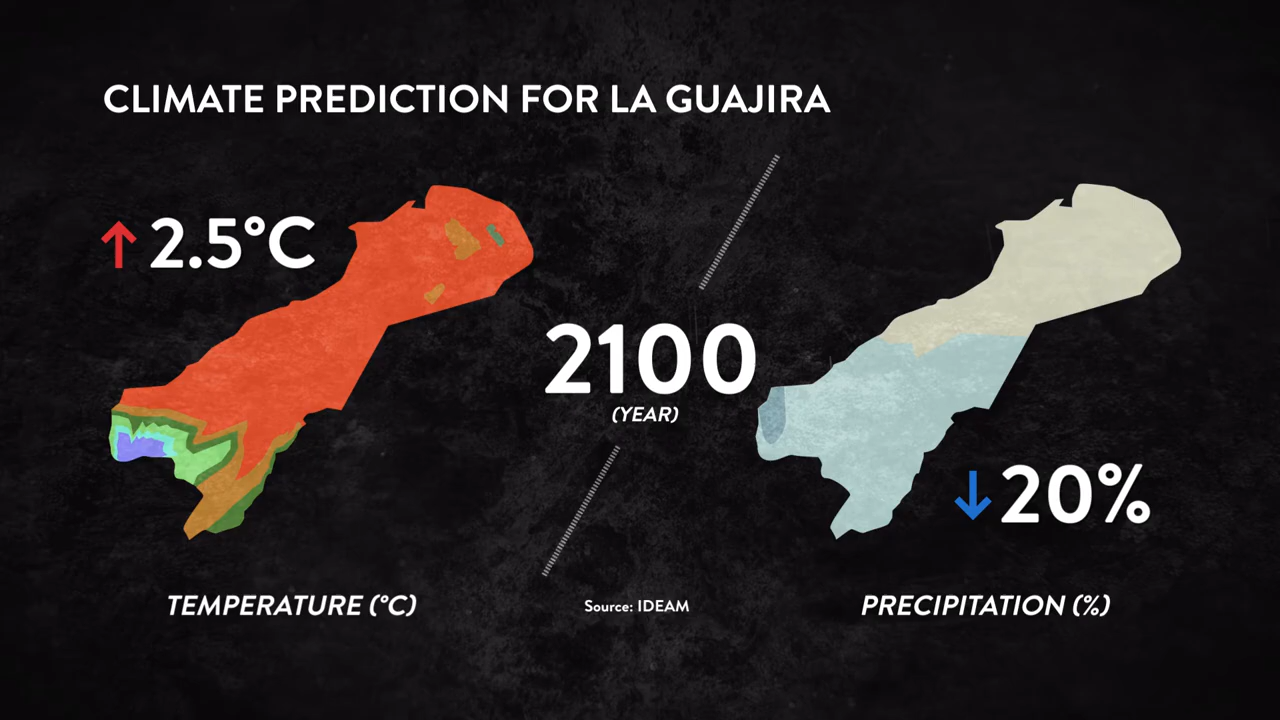 CLIMATE PREDICTION FOR LA GUAJIRA
↑ 2.5°C
2100
(YEAR)
↓ 20%
TEMPERATURE (°C)
Source: IDEAM
PRECIPITATION (%)